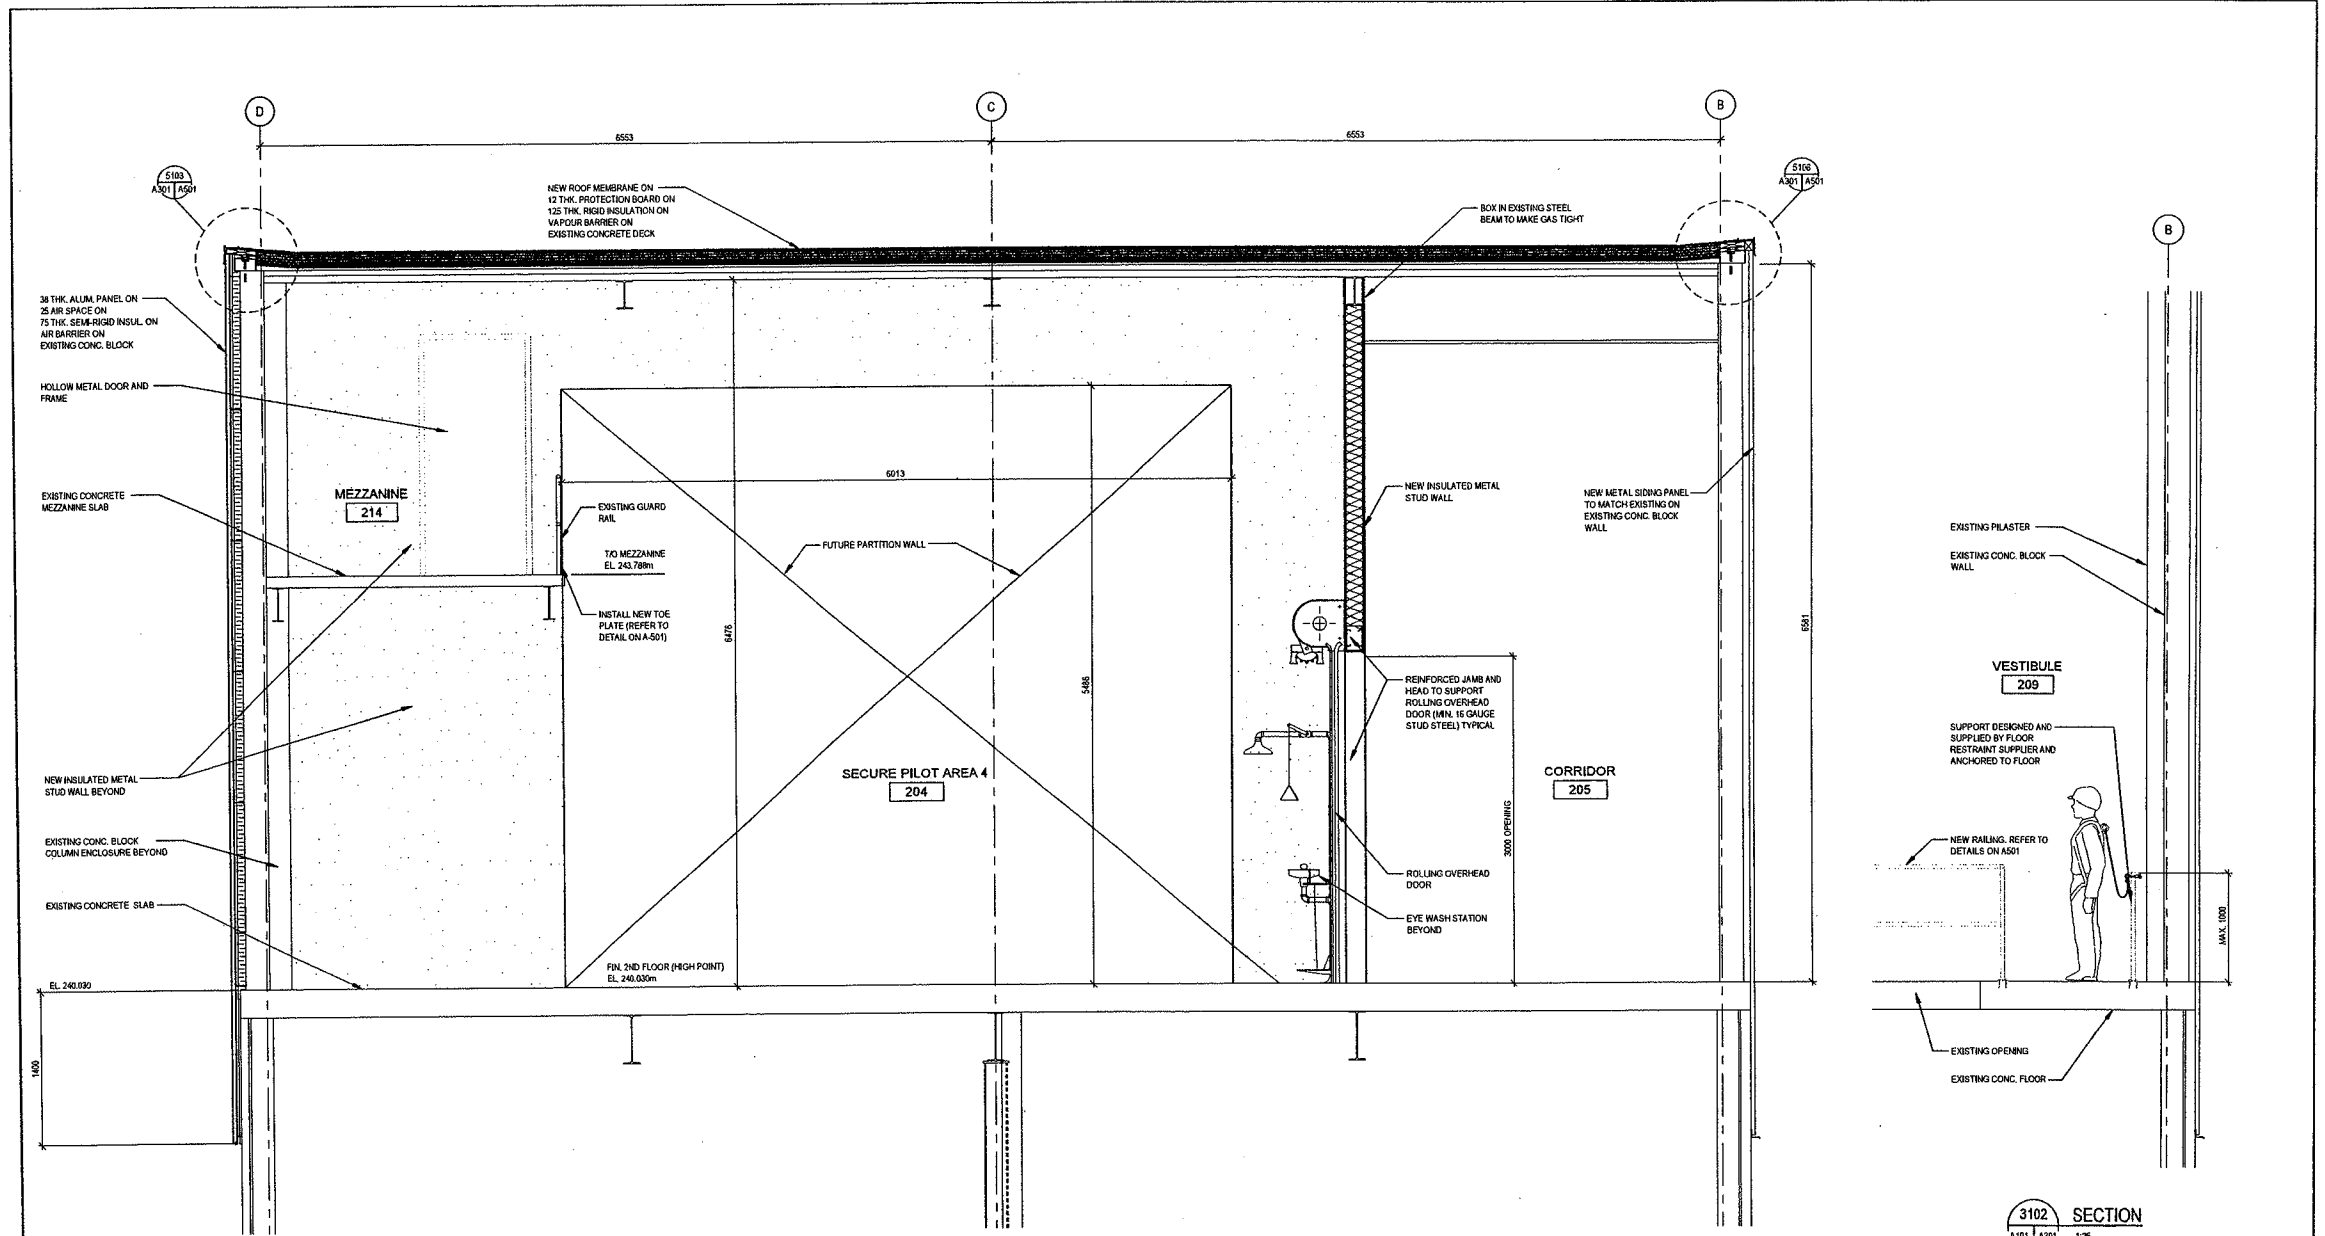 D
C
B
6553
6553
5103
A301 A501
5106
A301 A501
NEW ROOF MEMBRANE ON
12 THK. PROTECTION BOARD ON
125 THK. RIGID INSULATION ON
VAPOUR BARRIER ON
EXISTING CONCRETE DECK
BOX IN EXISTING STEEL
BEAM TO MAKE GAS TIGHT
B
38 THK. ALUM. PANEL ON
25 AIR SPACE ON
75 THK. SEMI-RIGID INSUL. ON
AIR BARRIER ON
EXISTING CONC. BLOCK
HOLLOW METAL DOOR AND
FRAME
EXISTING CONCRETE
MEZZANINE SLAB
MEZZANINE
214
EXISTING GUARD
RAIL
T/O MEZZANINE
EL. 243.788m
INSTALL NEW TOE
PLATE (REFER TO
DETAIL ON A-501)
6013
FUTURE PARTITION WALL
6476
5486
NEW INSULATED METAL
STUD WALL
NEW METAL SIDING PANEL
TO MATCH EXISTING ON
EXISTING CONC. BLOCK
WALL
6581
EXISTING PILASTER
EXISTING CONC. BLOCK
WALL
VESTIBULE
209
REINFORCED JAMB AND
HEAD TO SUPPORT
ROLLING OVERHEAD
DOOR (MIN. 16 GAUGE
STUD STEEL) TYPICAL
SUPPORT DESIGNED AND
SUPPLIED BY FLOOR
RESTRAINT SUPPLIER AND
ANCHORED TO FLOOR
NEW INSULATED METAL
STUD WALL BEYOND
SECURE PILOT AREA 4
204
CORRIDOR
205
3000 OPENING
EXISTING CONC. BLOCK
COLUMN ENCLOSURE BEYOND
NEW RAILING. REFER TO
DETAILS ON A501
ROLLING OVERHEAD
DOOR
EXISTING CONCRETE SLAB
EYE WASH STATION
BEYOND
MAX. 1000
FIN. 2ND FLOOR (HIGH POINT)
EL. 240.030m
EL. 240.030
1400
EXISTING OPENING
EXISTING CONC. FLOOR
3102 SECTION
A101 A301 1:25